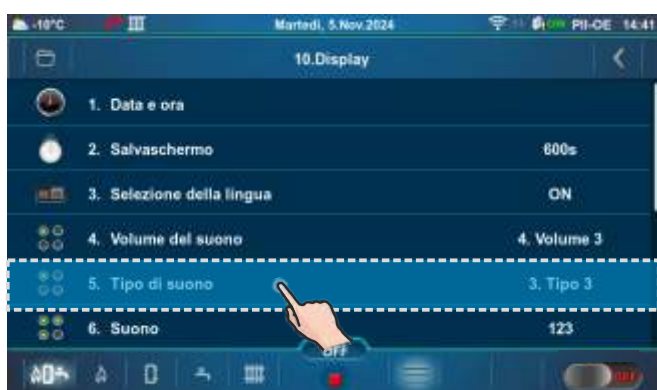 -10°C Martedì, 5.Nov.2024 PII-OE 14:41
10.Display
1. Data e ora
2. Salvaschermo 600s
3. Selezione della lingua ON
4. Volume del suono 4. Volume 3
5. Tipo di suono 3. Tipo 3
6. Suono 123
OFF
OFF